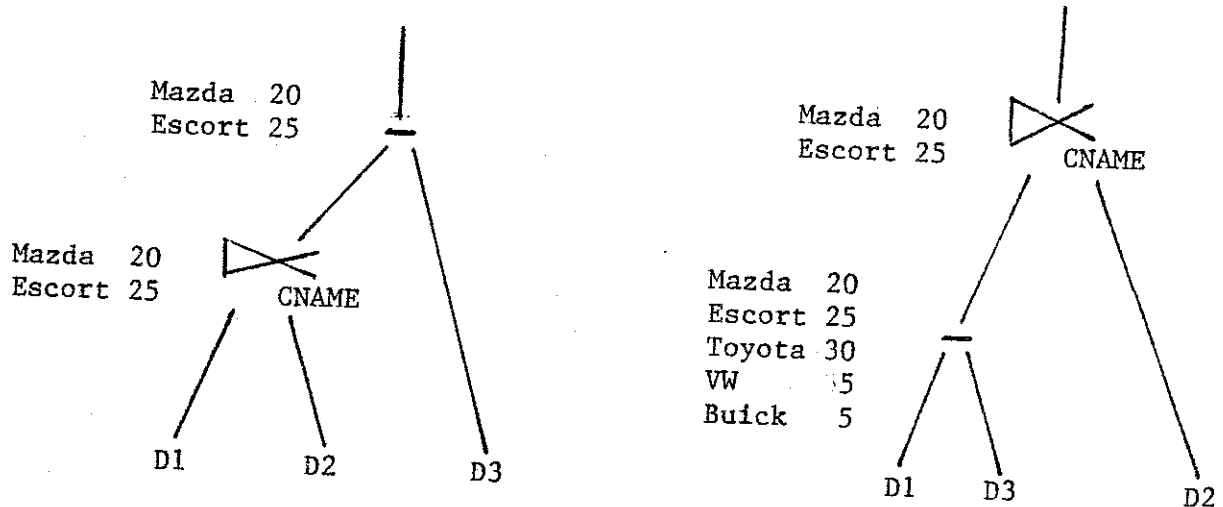 Mazda 20
Escort 25
Mazda 20
Escort 25
CNAME
D1 D2 D3
Mazda 20
Escort 25
CNAME
Mazda 20
Escort 25
Toyota 30
VW 5
Buick 5
D1 D3 D2